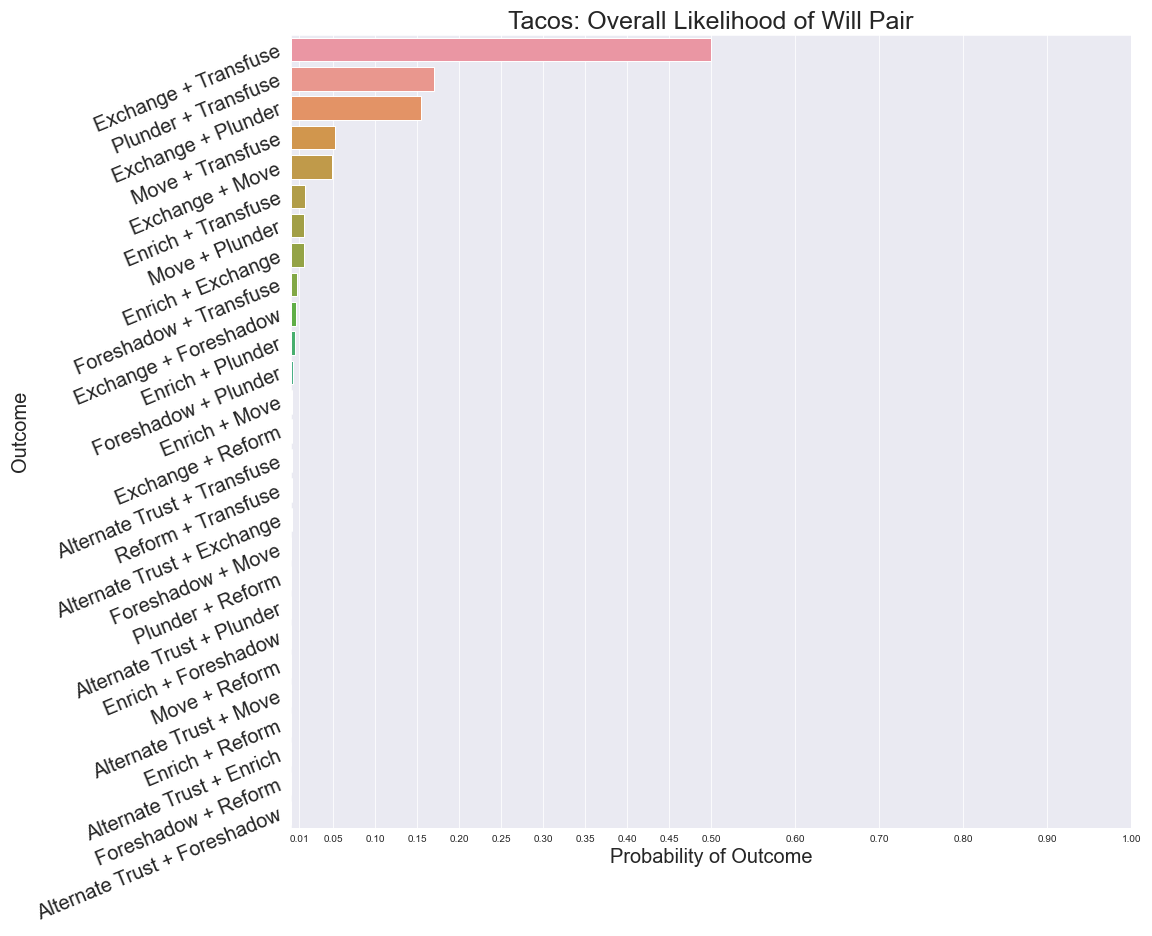 Tacos: Overall Likelihood of Will Pair
Exchange + Transfuse
Plunder + Transfuse
Exchange + Plunder
Move + Transfuse
Exchange + Move
Enrich + Transfuse
Move + Plunder
Enrich + Exchange
Foreshadow + Transfuse
Exchange + Foreshadow
Enrich + Plunder
Foreshadow + Plunder
Enrich + Move
Exchange + Reform
Alternate Trust + Transfuse
Reform + Transfuse
Alternate Trust + Exchange
Foreshadow + Move
Plunder + Reform
Alternate Trust + Plunder
Enrich + Foreshadow
Move + Reform
Alternate Trust + Move
Enrich + Reform
Alternate Trust + Enrich
Foreshadow + Reform
Alternate Trust + Foreshadow
Outcome
0.01 0.05 0.10 0.15 0.20 0.25 0.30 0.35 0.40 0.45 0.50 0.60 0.70 0.80 0.90 1.00
Probability of Outcome